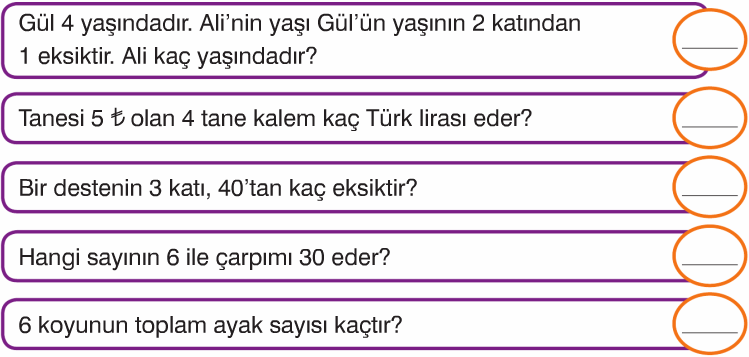 Gül 4 yaşındadır. Ali’nin yaşı Gül’ün yaşının 2 katından
1 eksiktir. Ali kaç yaşındadır?
Tanesi 5 ₺ olan 4 tane kalem kaç Türk lirası eder?
Bir destenin 3 katı, 40’tan kaç eksiktir?
Hangi sayının 6 ile çarpımı 30 eder?
6 koyunun toplam ayak sayısı kaçtır?